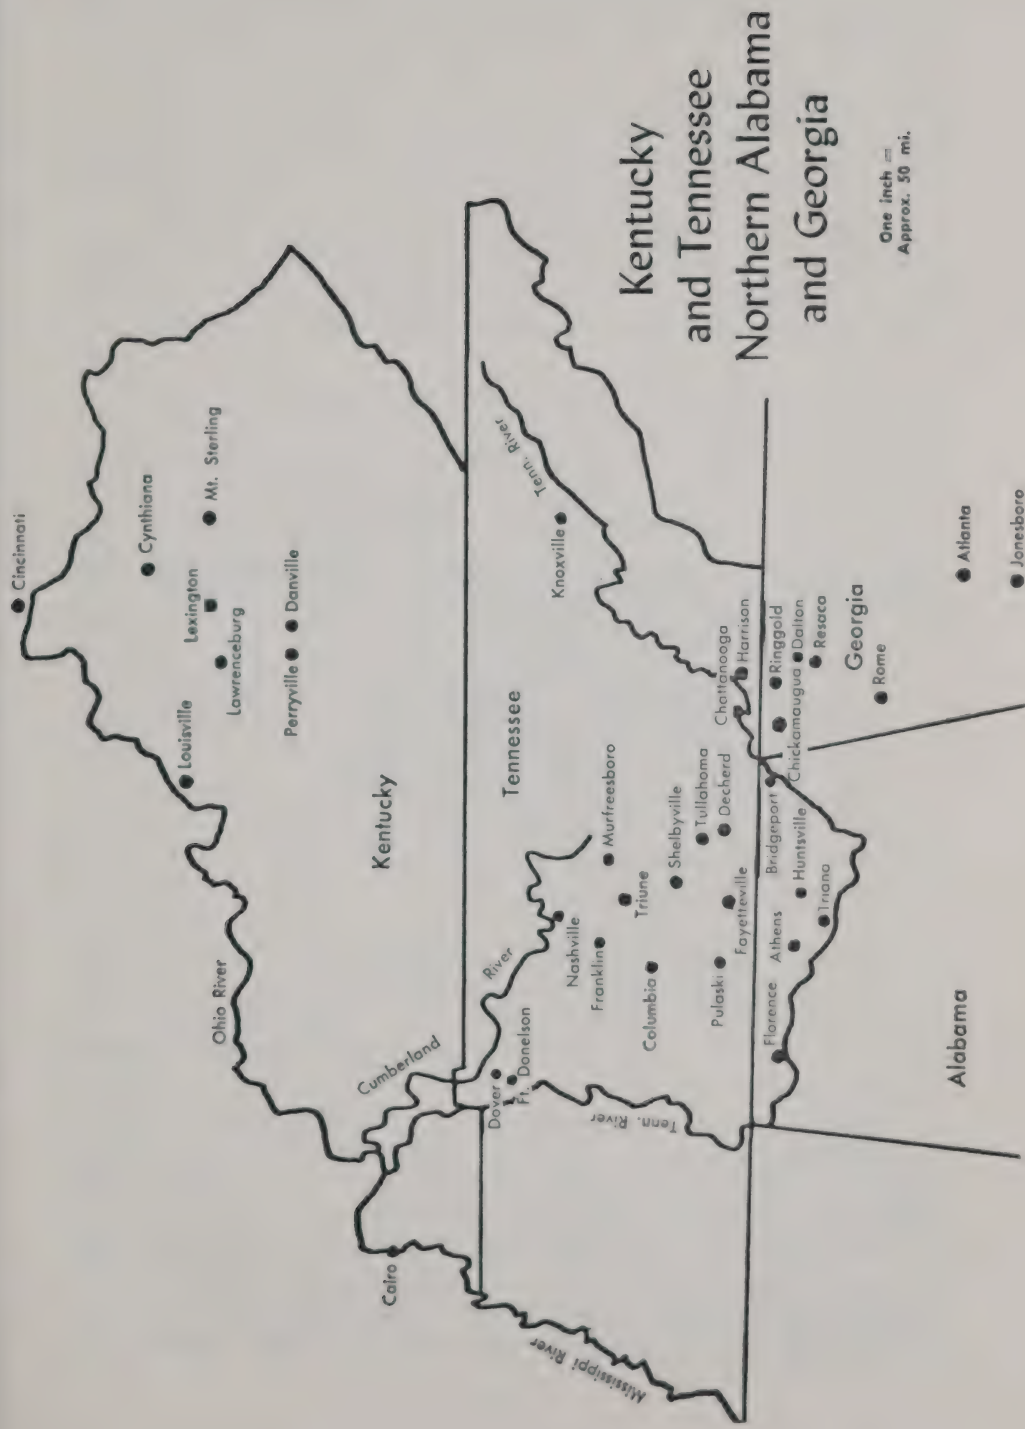 Kentucky
and Tennessee
Northern Alabama
and Georgia
One inch =
Approx. 50 mi.
Cincinnati
Cynthiana
Mt. Sterling
Lexington
Lawrenceburg
Louisville
Perryville
Danville
Kentucky
Ohio River
Cumberland
River
Cairo
Mississippi River
Tennessee
Tenn. River
Knoxville
Dover
Ft. Donelson
Nashville
Franklin
Murfreesboro
Triune
Columbia
Shelbyville
Tullahoma
Decherd
Pulaski
Fayetteville
Tenn.
River
Chattanooga
Harrison
Ringgold
Chickamaugua
Dalton
Resaca
Georgia
Rome
Atlanta
Jonesboro
Bridgeport
Huntsville
Triana
Athens
Florence
Alabama